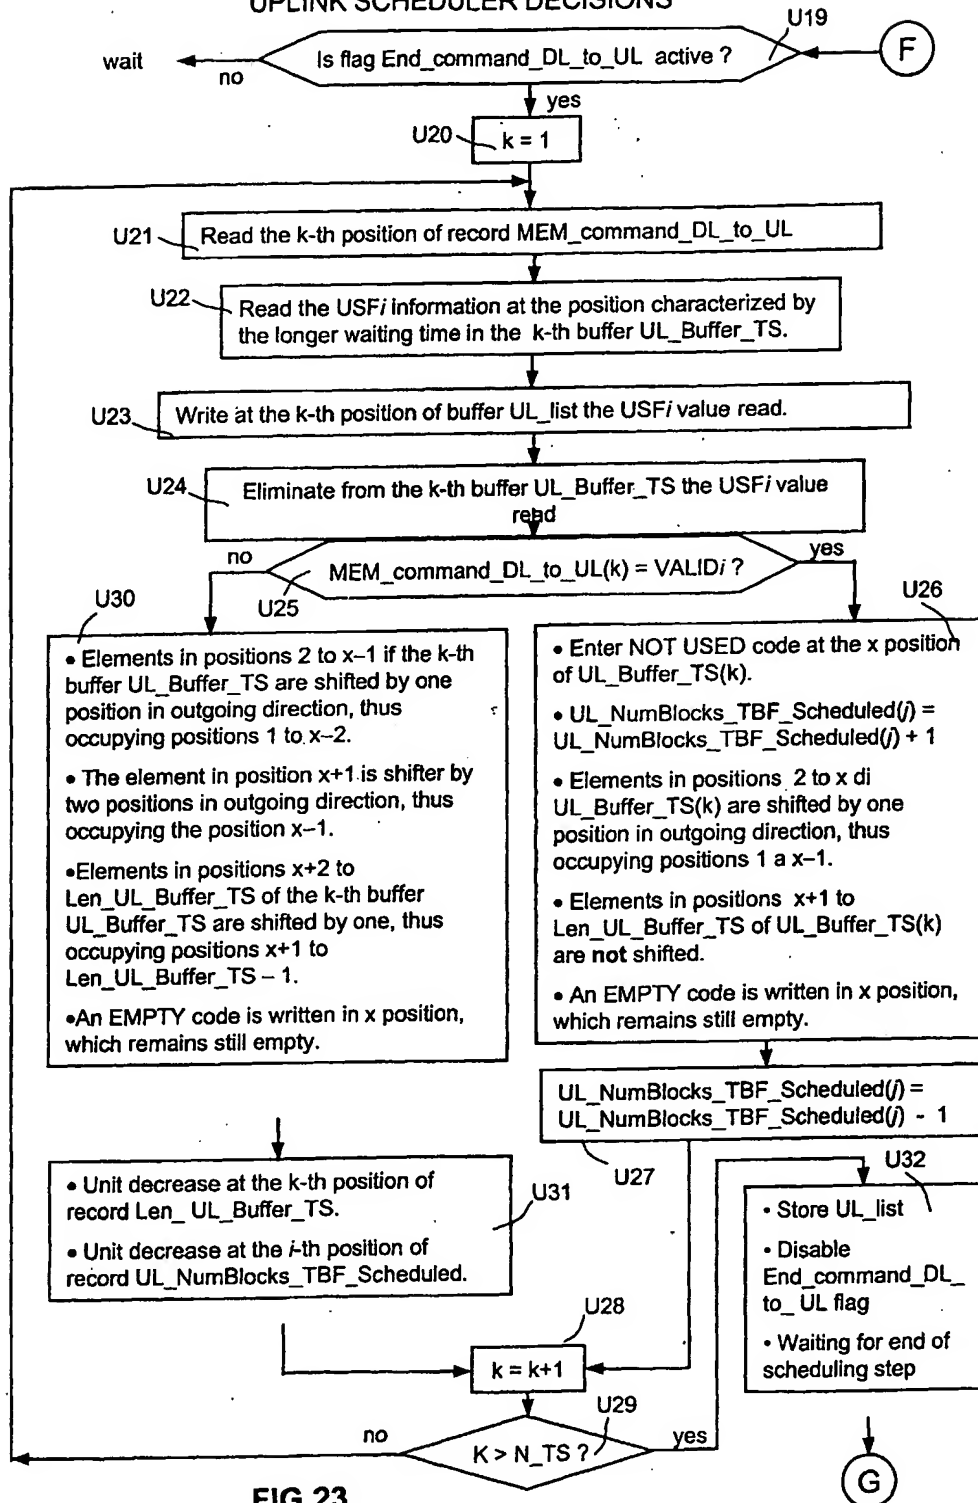 UPLINK SCHEDULER DECISIONS
U19
F
Is flag End_command_DL_to_UL active ?
wait
no
yes
U20
k = 1
U21
Read the k-th position of record MEM_command_DL_to_UL
U22
Read the USFi information at the position characterized by
the longer waiting time in the k-th buffer UL_Buffer_TS.
U23
Write at the k-th position of buffer UL_list the USFi value read.
U24
Eliminate from the k-th buffer UL_Buffer_TS the USFi value
read
no
yes
MEM_command_DL_to_UL(k) = VALIDi ?
U25
U30
• Elements in positions 2 to x–1 if the k-th
buffer UL_Buffer_TS are shifted by one
position in outgoing direction, thus
occupying positions 1 to x–2.
• The element in position x+1 is shifter by
two positions in outgoing direction, thus
occupying the position x–1.
•Elements in positions x+2 to
Len_UL_Buffer_TS of the k-th buffer
UL_Buffer_TS are shifted by one, thus
occupying positions x+1 to
Len_UL_Buffer_TS – 1.
•An EMPTY code is written in x position,
which remains still empty.
U26
• Enter NOT USED code at the x position
of UL_Buffer_TS(k).
• UL_NumBlocks_TBF_Scheduled(j) =
UL_NumBlocks_TBF_Scheduled(j) + 1
• Elements in positions 2 to x di
UL_Buffer_TS(k) are shifted by one
position in outgoing direction, thus
occupying positions 1 a x–1.
• Elements in positions x+1 to
Len_UL_Buffer_TS of UL_Buffer_TS(k)
are not shifted.
• An EMPTY code is written in x position,
which remains still empty.
UL_NumBlocks_TBF_Scheduled(j) =
UL_NumBlocks_TBF_Scheduled(j) - 1
U27
• Unit decrease at the k-th position of
record Len_ UL_Buffer_TS.
• Unit decrease at the i-th position of
record UL_NumBlocks_TBF_Scheduled.
U31
U32
• Store UL_list
• Disable
End_command_DL_
to_ UL flag
• Waiting for end of
scheduling step
U28
k = k+1
U29
no
K > N_TS ?
yes
G
FIG.23